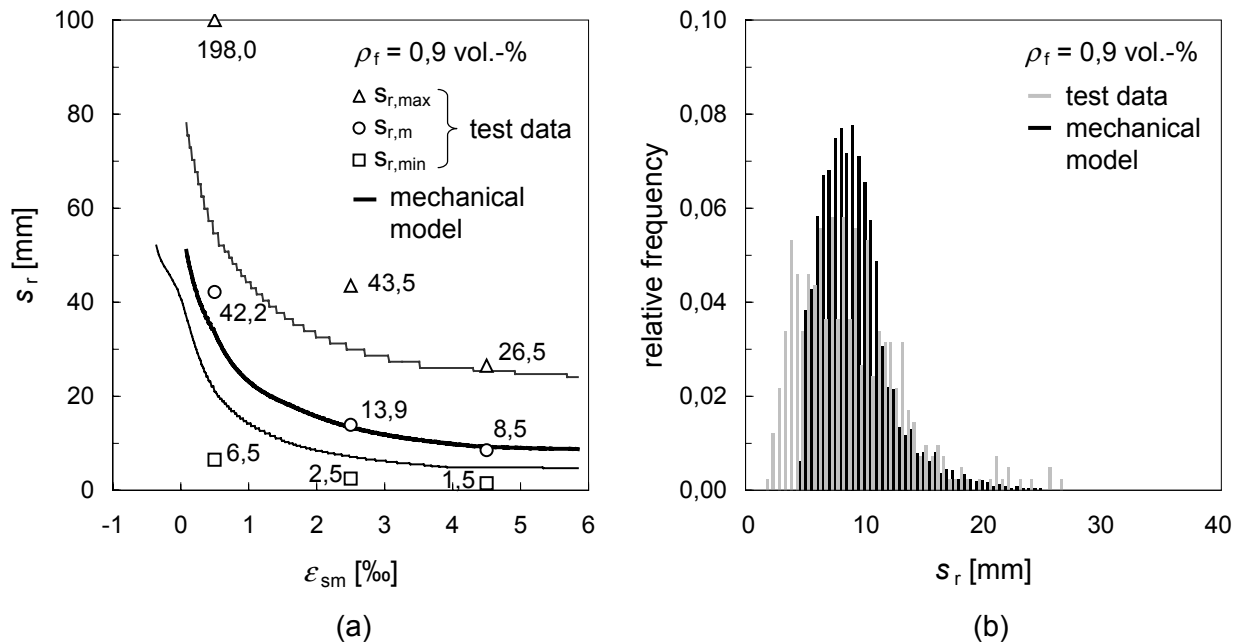 100
80
60
40
20
0
s r [mm]
-1 0 1 2 3 4 5 6
ε sm [‰]
198,0
ρ f = 0,9 vol.-%
s r,max
s r,m
s r,min
test data
mechanical
model
42,2
43,5
26,5
13,9
8,5
6,5
2,5
1,5
(a)
0,10
0,08
0,06
0,04
0,02
0,00
relative frequency
0 10 20 30 40
s r [mm]
ρ f = 0,9 vol.-%
test data
mechanical
model
(b)